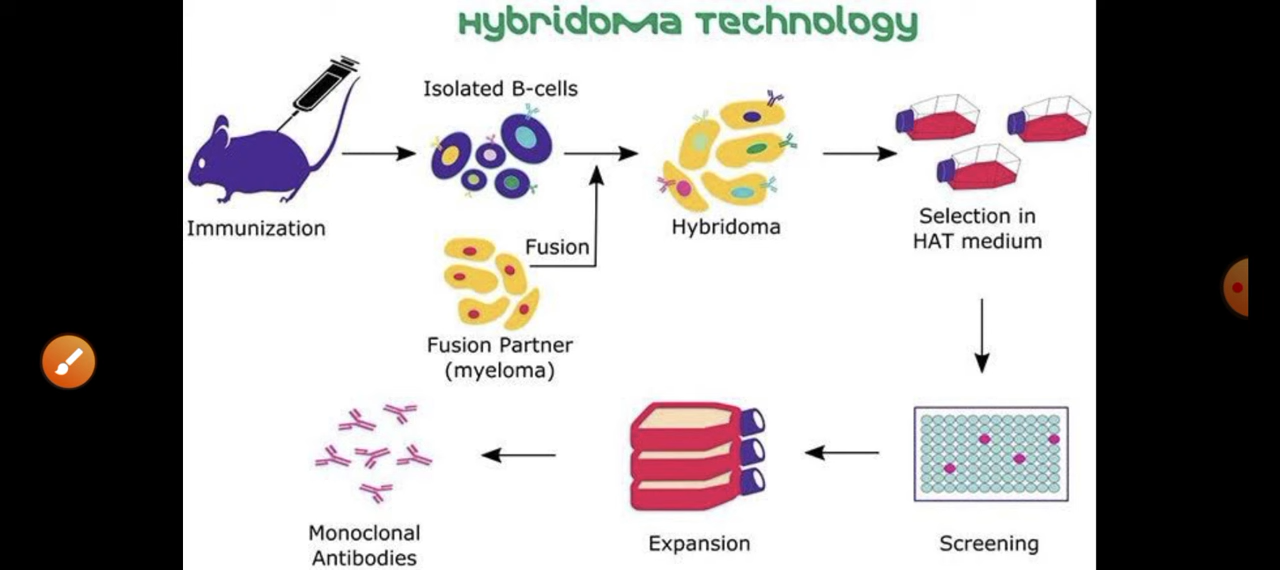 Hybridoma Technology
Isolated B-cells
Immunization
Fusion
Hybridoma
Selection in
HAT medium
Fusion Partner
(myeloma)
Monoclonal
Antibodies
Expansion
Screening